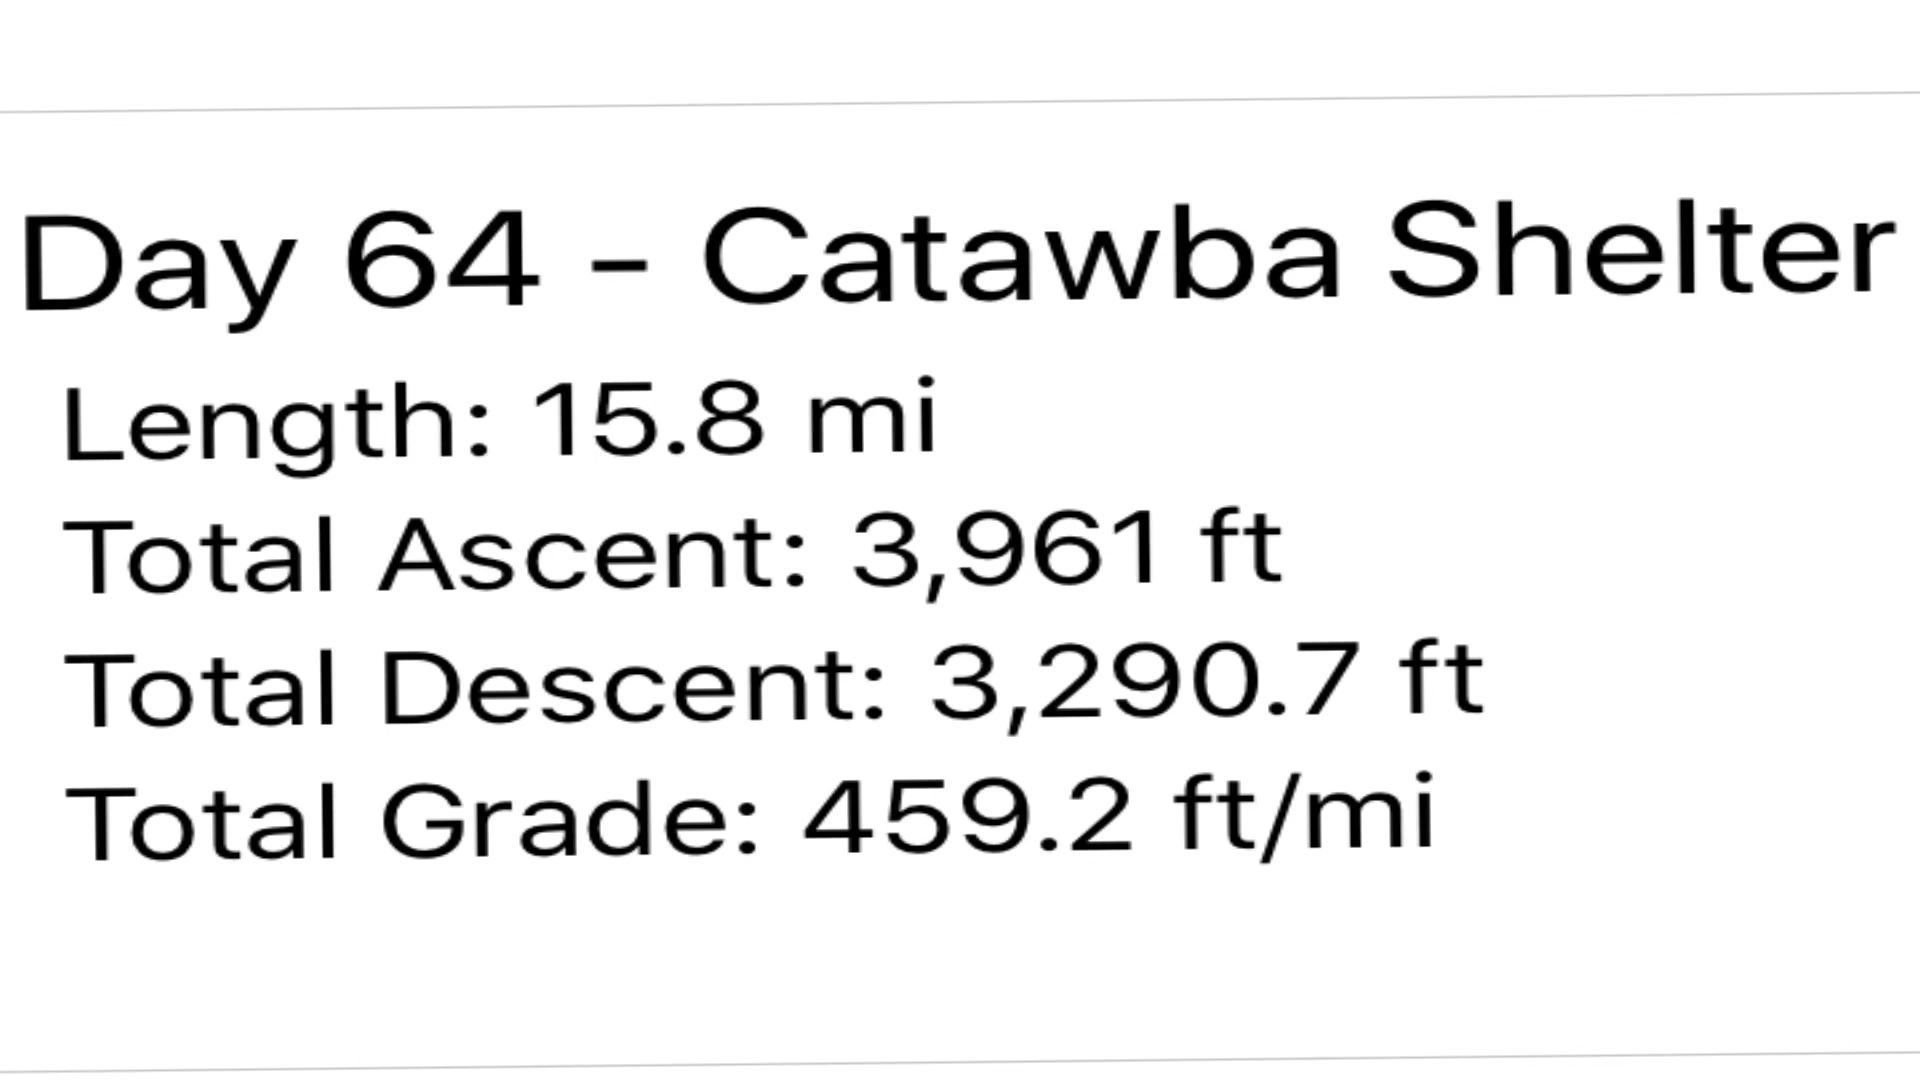 Day 64 - Catawba Shelter
Length: 15.8 mi
Total Ascent: 3,961 ft
Total Descent: 3,290.7 ft
Total Grade: 459.2 ft/mi